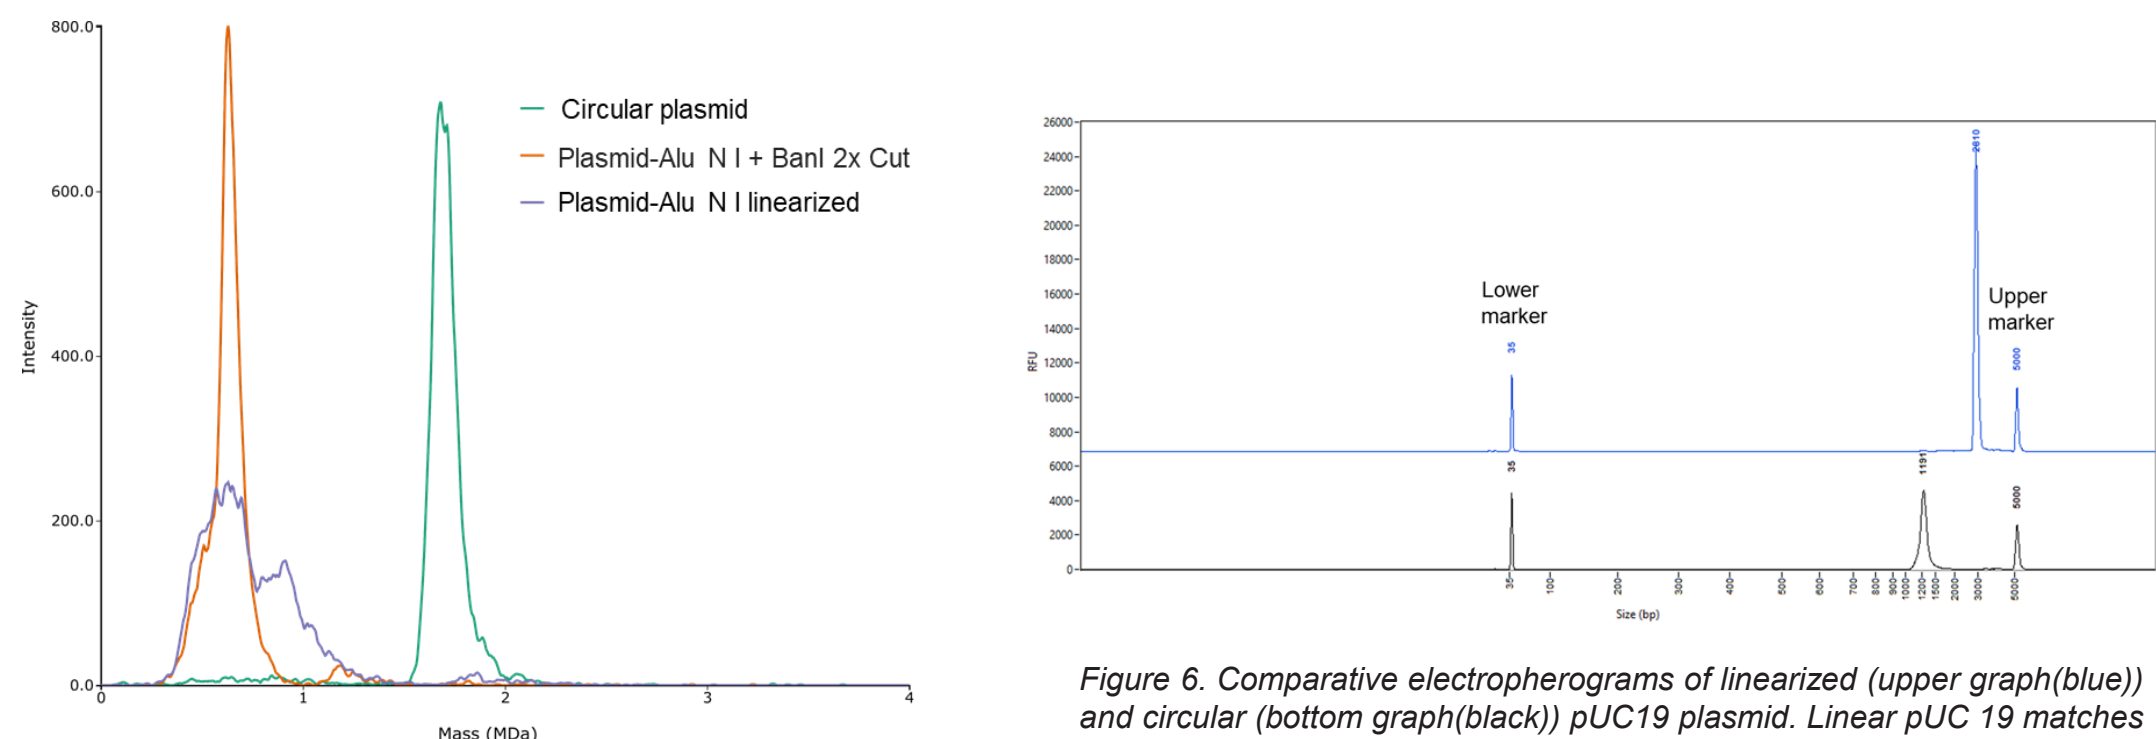 800.0
600.0
400.0
200.0
0.0
Intensity
0 1 2 3 4
Mass (MDa)
Circular plasmid
Plasmid-Alu N I + BanI 2x Cut
Plasmid-Alu N I linearized
26000
24000
22000
20000
18000
16000
14000
12000
10000
8000
6000
4000
2000
0
RFU
Lower
marker
35
2610
Upper
marker
5000
35
1191
5000
35 100 200 300 400 500 600 700 800 900 1000 1200 1500 2000 3000 5000
Size (bp)
Figure 6. Comparative electropherograms of linearized (upper graph(blue))
and circular (bottom graph(black)) pUC19 plasmid. Linear pUC 19 matches